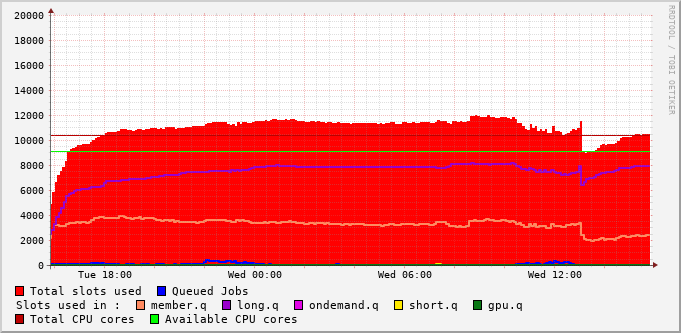 20000
18000
16000
14000
12000
10000
8000
6000
4000
2000
0
Tue 18:00 Wed 00:00 Wed 06:00 Wed 12:00
RRDTOOL / TOBI OETIKER
Total slots used Queued Jobs
Slots used in : member.q long.q ondemand.q short.q gpu.q
Total CPU cores Available CPU cores